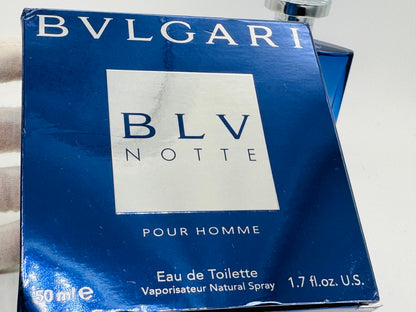 BVLGARI
BLV
NOTTE
POUR HOMME
Eau de Toilette
50 ml e Vaporisateur Natural Spray 1.7 fl.oz. U.S.